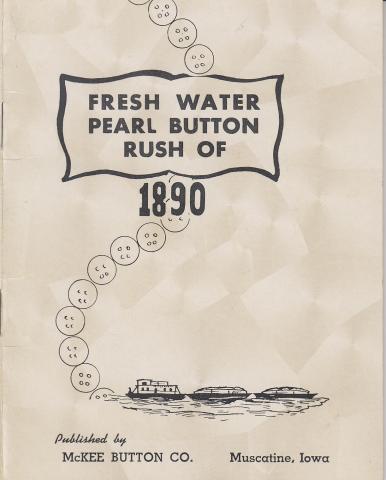 FRESH WATER
PEARL BUTTON
RUSH OF
1890
Published by
McKEE BUTTON CO. Muscatine, Iowa